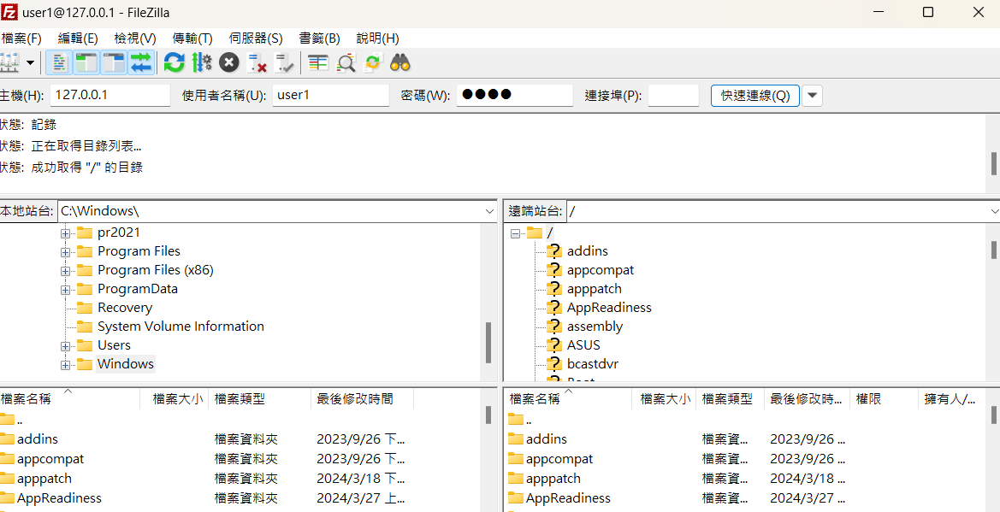 user1@127.0.0.1 - FileZilla
檔案(F) 編輯(E) 檢視(V) 傳輸(T) 伺服器(S) 書籤(B) 說明(H)
主機(H): 127.0.0.1 使用者名稱(U): user1 密碼(W): ●●●● 連接埠(P): 快速連線(Q)
狀態: 記錄
狀態: 正在取得目錄列表...
狀態: 成功取得 "/" 的目錄
本地站台: C:\Windows\
pr2021
Program Files
Program Files (x86)
ProgramData
Recovery
System Volume Information
Users
Windows
遠端站台: /
/
addins
appcompat
apppatch
AppReadiness
assembly
ASUS
bcastdvr
檔案名稱 檔案大小 檔案類型 最後修改時間
..
addins 檔案資料夾 2023/9/26 下...
appcompat 檔案資料夾 2023/9/26 下...
apppatch 檔案資料夾 2024/3/18 下...
AppReadiness 檔案資料夾 2024/3/27 上...
檔案名稱 檔案大小 檔案類型 最後修改時... 權限 擁有人/...
..
addins 檔案資... 2023/9/26 ...
appcompat 檔案資... 2023/9/26 ...
apppatch 檔案資... 2024/3/18 ...
AppReadiness 檔案資... 2024/3/27 ...